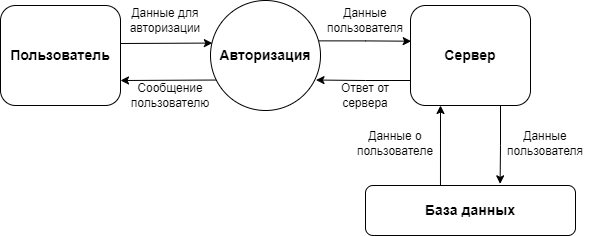 Данные для
авторизации
Данные
пользователя
Пользователь
Авторизация
Сервер
Сообщение
пользователю
Ответ от
сервера
Данные о
пользователе
Данные
пользователя
База данных